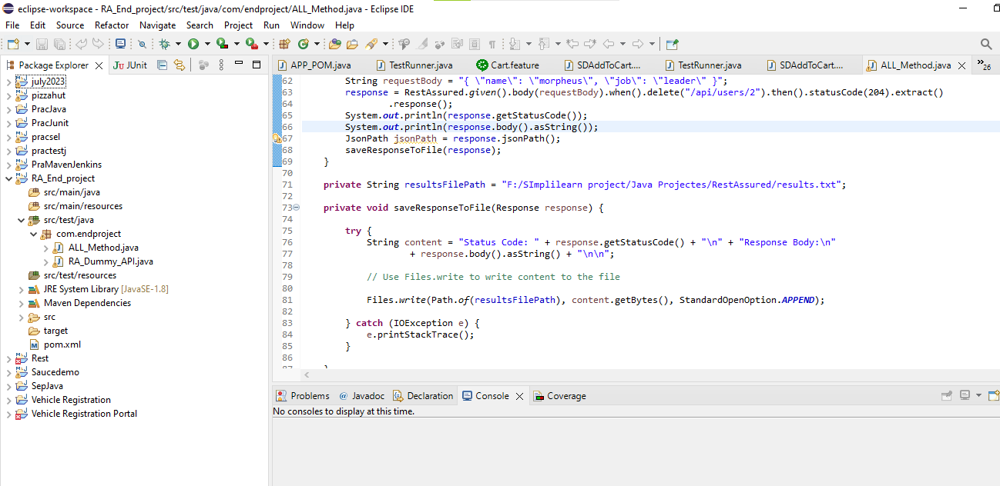 eclipse-workspace - RA_End_project/src/test/java/com/endproject/ALL_Method.java - Eclipse IDE
File Edit Source Refactor Navigate Search Project Run Window Help
Package Explorer
JUnit
july2023
pizzahut
PracJava
PracJunit
pracsel
practestj
PraMavenJenkins
RA_End_project
src/main/java
src/main/resources
src/test/java
com.endproject
ALL_Method.java
RA_Dummy_API.java
src/test/resources
JRE System Library [JavaSE-1.8]
Maven Dependencies
src
target
pom.xml
Rest
Saucedemo
SepJava
Vehicle Registration
Vehicle Registration Portal
APP_POM.java TestRunner.java Cart.feature SDAddToCart.... TestRunner.java SDAddToCart.... ALL_Method.java »26
62 String requestBody = "{ \"name\": \"morpheus\", \"job\": \"leader\" }";
63 response = RestAssured.given().body(requestBody).when().delete("/api/users/2").then().statusCode(204).extract()
64 .response();
65 System.out.println(response.getStatusCode());
66 System.out.println(response.body().asString());
67 JsonPath jsonPath = response.jsonPath();
68 saveResponseToFile(response);
69 }
70
71 private String resultsFilePath = "F:/SImplilearn project/Java Projectes/RestAssured/results.txt";
72
73 private void saveResponseToFile(Response response) {
74
75 try {
76 String content = "Status Code: " + response.getStatusCode() + "\n" + "Response Body:\n"
77 + response.body().asString() + "\n\n";
78
79 // Use Files.write to write content to the file
80
81 Files.write(Path.of(resultsFilePath), content.getBytes(), StandardOpenOption.APPEND);
82
83 } catch (IOException e) {
84 e.printStackTrace();
85 }
86
87 }
Problems @ Javadoc Declaration Console Coverage
No consoles to display at this time.